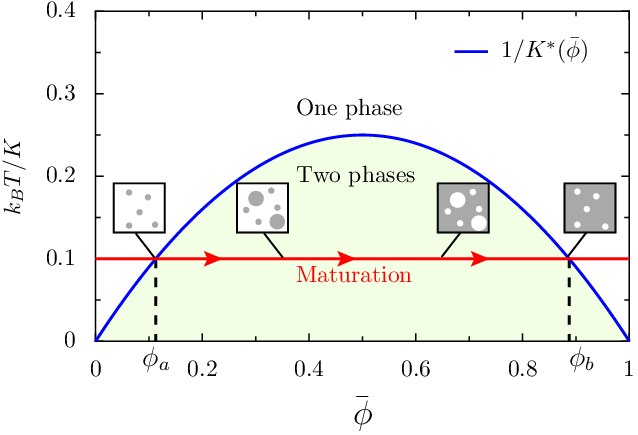 0.4
1/K*(ϕ̄)
0.3
One phase
k_BT/K
0.2
Two phases
0.1
Maturation
0
ϕ_a
ϕ_b
0
0.2
0.4
0.6
0.8
1
ϕ̄